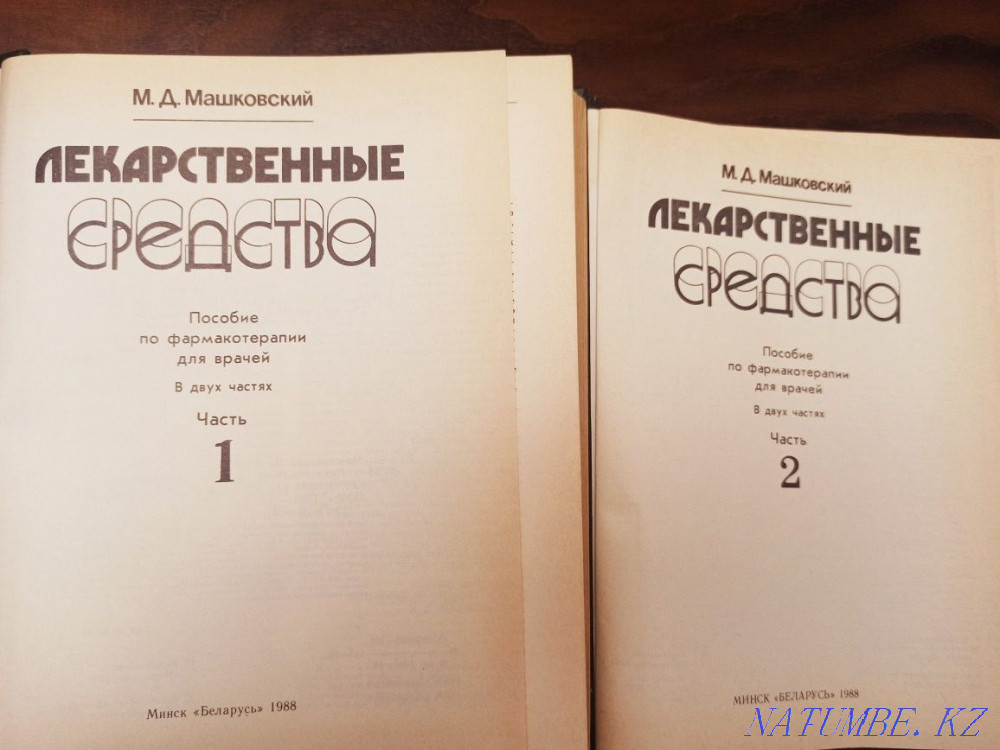 М. Д. Машковский
ЛЕКАРСТВЕННЫЕ
СРЕДСТВА
Пособие
по фармакотерапии
для врачей
В двух частях
Часть
1
Минск «Беларусь» 1988
М. Д. Машковский
ЛЕКАРСТВЕННЫЕ
СРЕДСТВА
Пособие
по фармакотерапии
для врачей
В двух частях
Часть
2
МИНСК «БЕЛАРУСЬ» 1988
NATUMBE. KZ